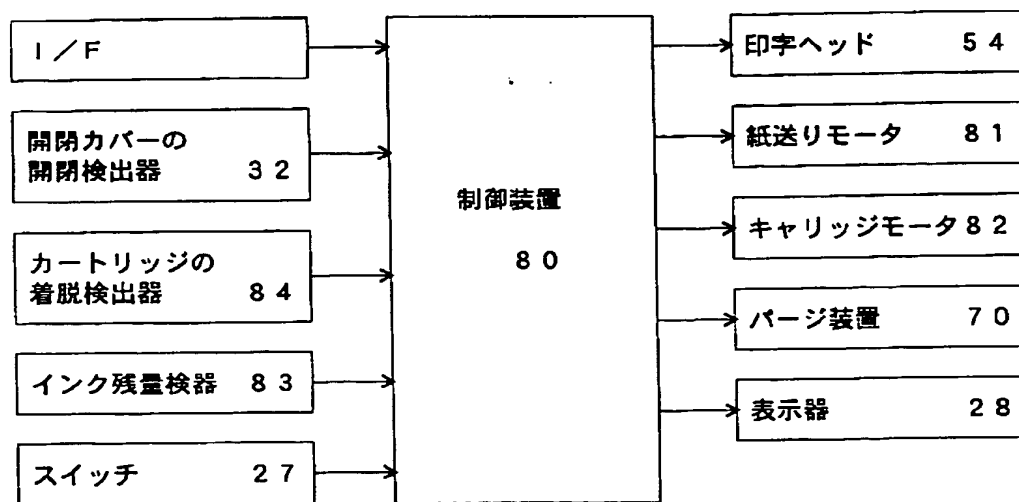 I/F
開閉カバーの
開閉検出器 32
カートリッジの
着脱検出器 84
インク残量検器 83
スイッチ 27
制御装置
80
印字ヘッド 54
紙送りモータ 81
キャリッジモータ82
パージ装置 70
表示器 28